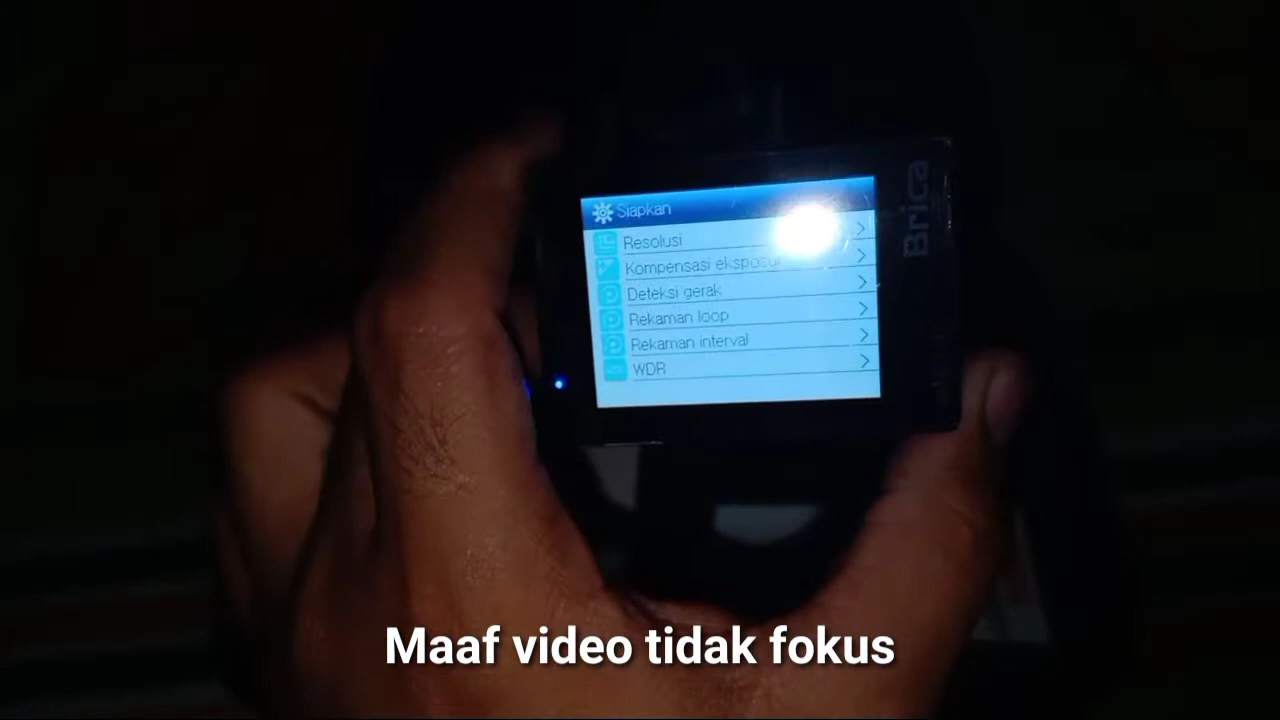 Siapkan
Resolusi
Kompensasi eksposur
Deteksi gerak
Rekaman loop
Rekaman interval
WDR
Brica
Maaf video tidak fokus